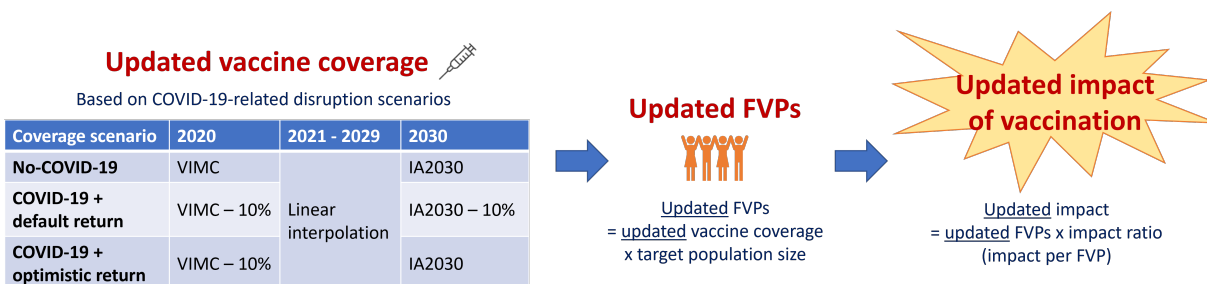 Updated vaccine coverage
Based on COVID-19-related disruption scenarios
Coverage scenario 2020 2021 - 2029 2030
No-COVID-19 VIMC IA2030
COVID-19 +
default return VIMC – 10% IA2030 – 10%
Linear
interpolation
COVID-19 +
optimistic return VIMC – 10% IA2030
Updated FVPs
Updated FVPs
= updated vaccine coverage
x target population size
Updated impact
of vaccination
Updated impact
= updated FVPs x impact ratio
(impact per FVP)